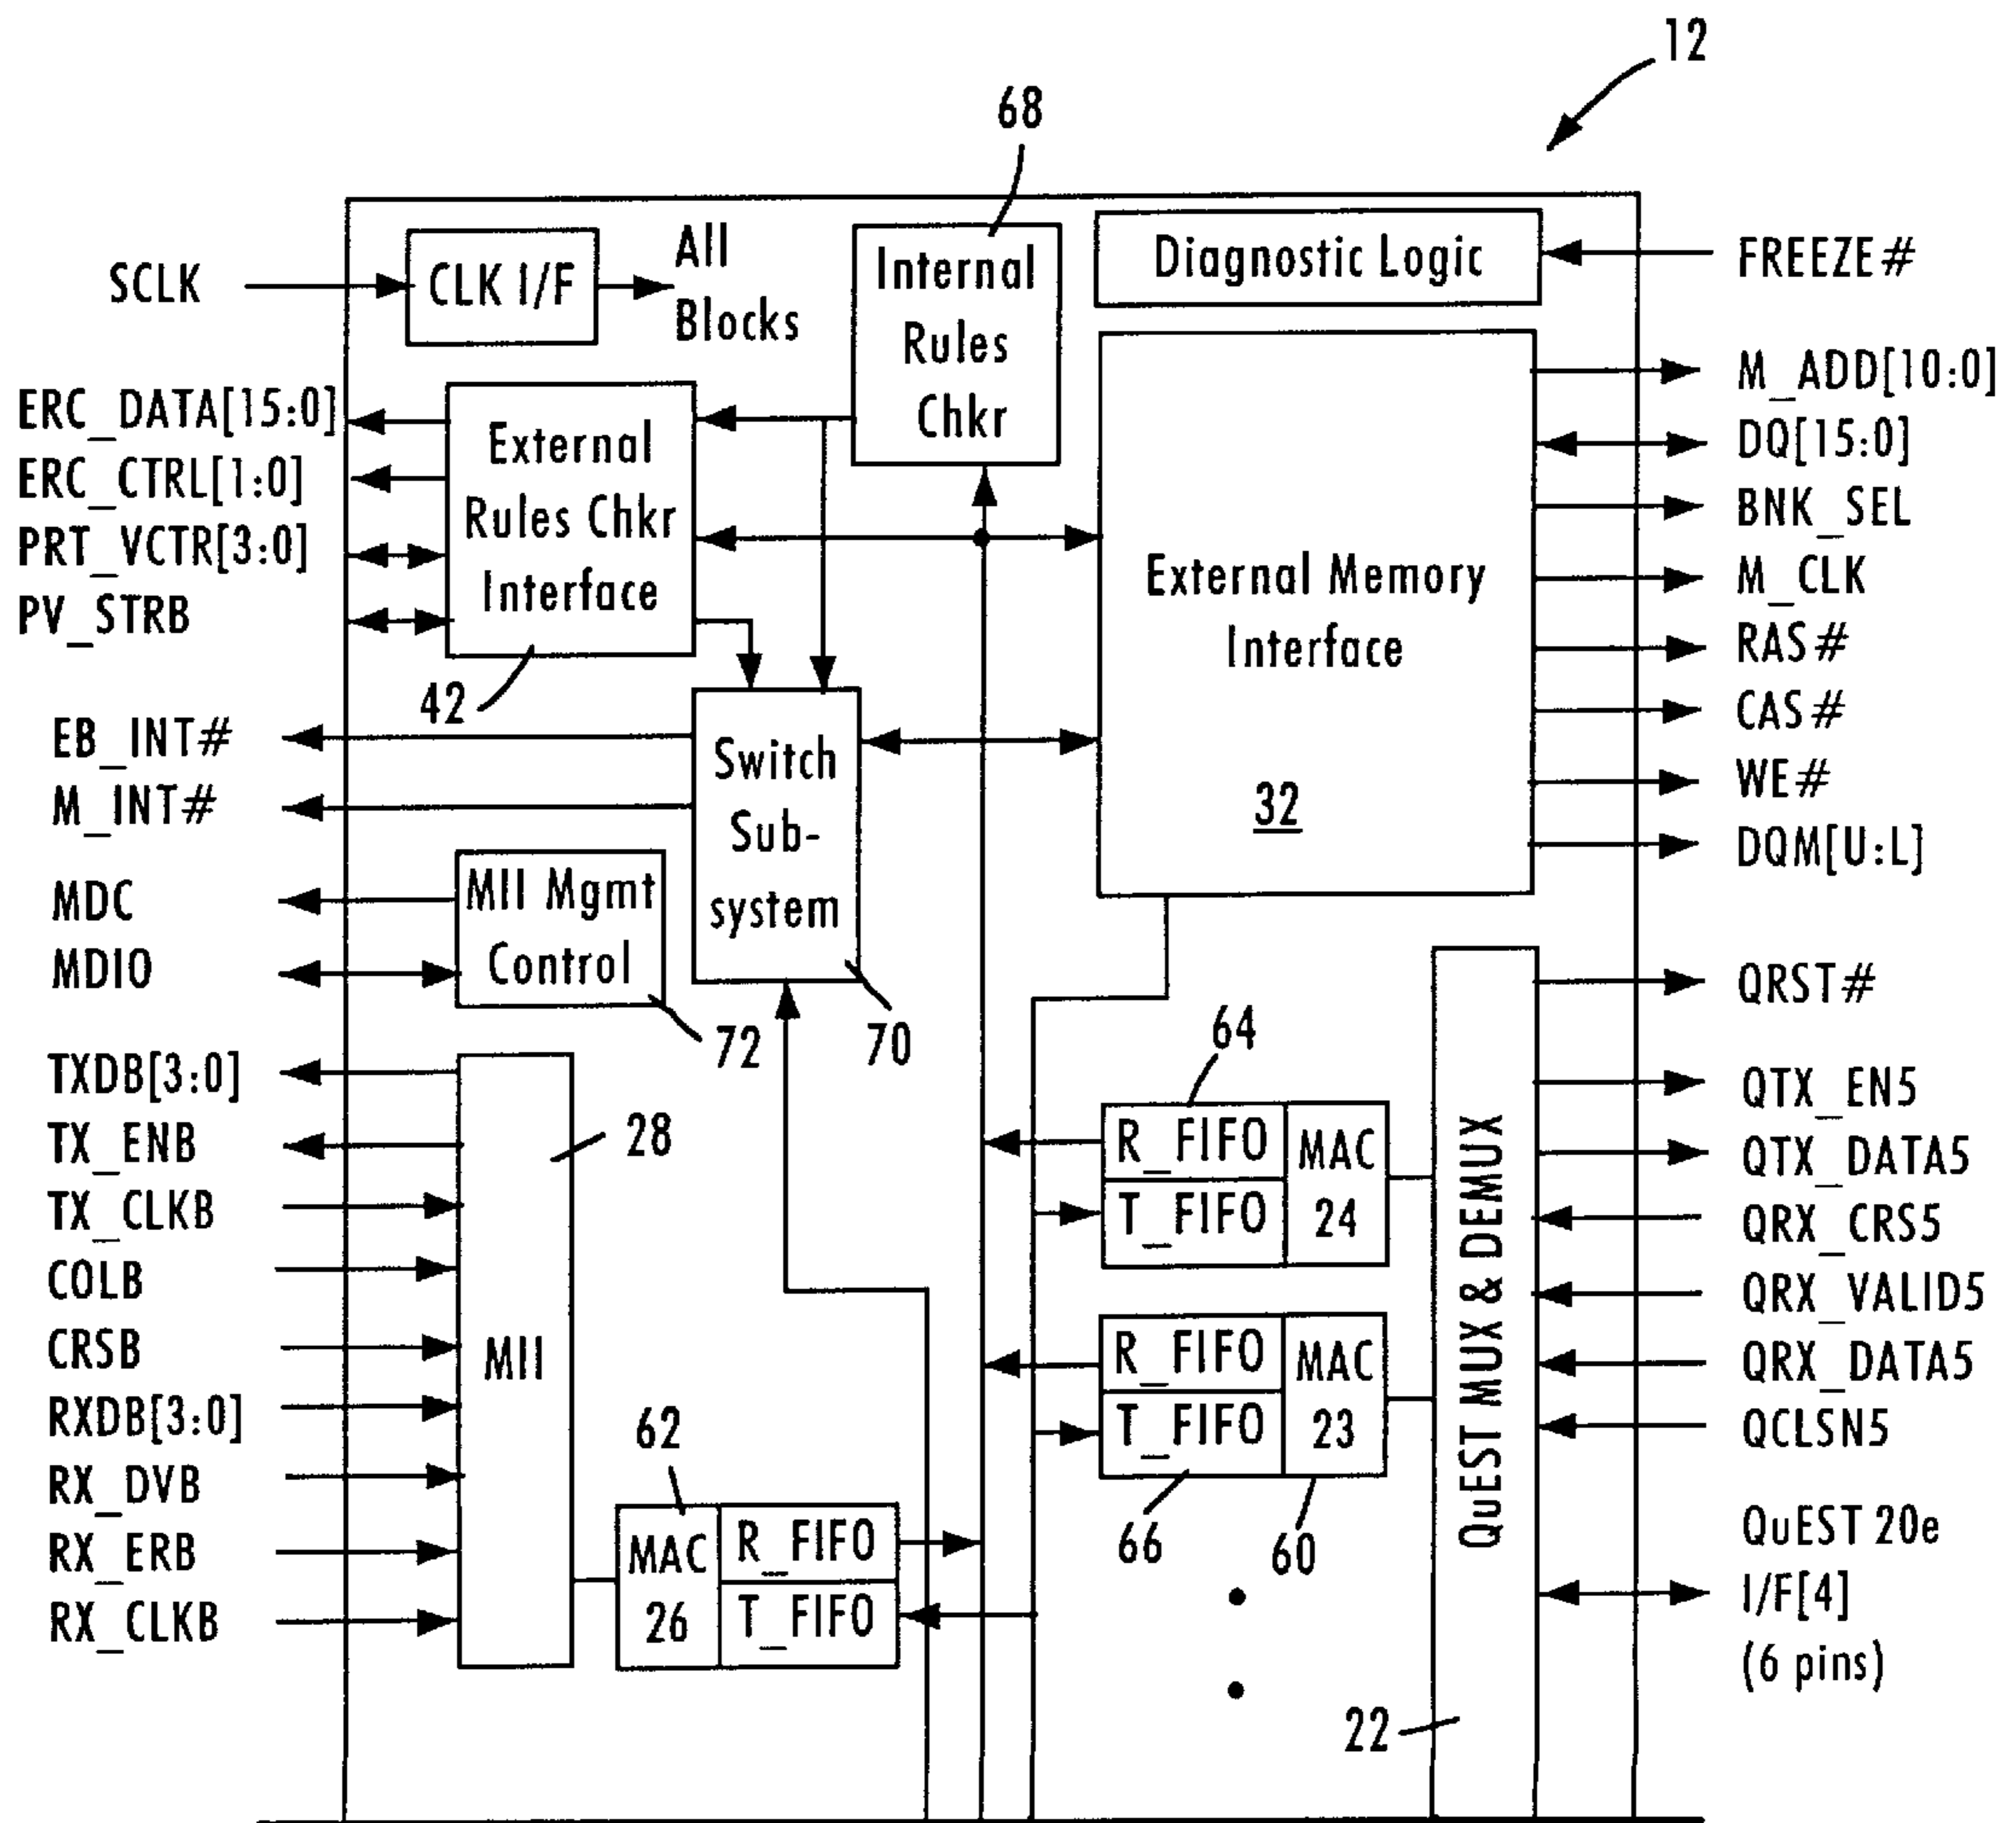 12
68
SCLK
CLK I/F
All
Blocks
Internal
Rules
Chkr
Diagnostic Logic
FREEZE#
ERC_DATA[15:0]
ERC_CTRL[1:0]
PRT_VCTR[3:0]
PV_STRB
External
Rules Chkr
Interface
42
External Memory
Interface
32
M_ADD[10:0]
DQ[15:0]
BNK_SEL
M_CLK
RAS#
CAS#
WE#
DQM[U:L]
EB_INT#
M_INT#
Switch
Sub-
system
70
MDC
MDIO
MII Mgmt
Control
72
TXDB[3:0]
TX_ENB
TX_CLKB
COLB
CRSB
RXDB[3:0]
RX_DVB
RX_ERB
RX_CLKB
MII
28
62
MAC
26
R_FIFO
T_FIFO
64
R_FIFO
T_FIFO
MAC
24
R_FIFO
T_FIFO
MAC
23
66
60
QuEST MUX & DEMUX
22
QRST#
QTX_EN5
QTX_DATA5
QRX_CRS5
QRX_VALID5
QRX_DATA5
QCLSN5
QuEST 20e
I/F[4]
(6 pins)